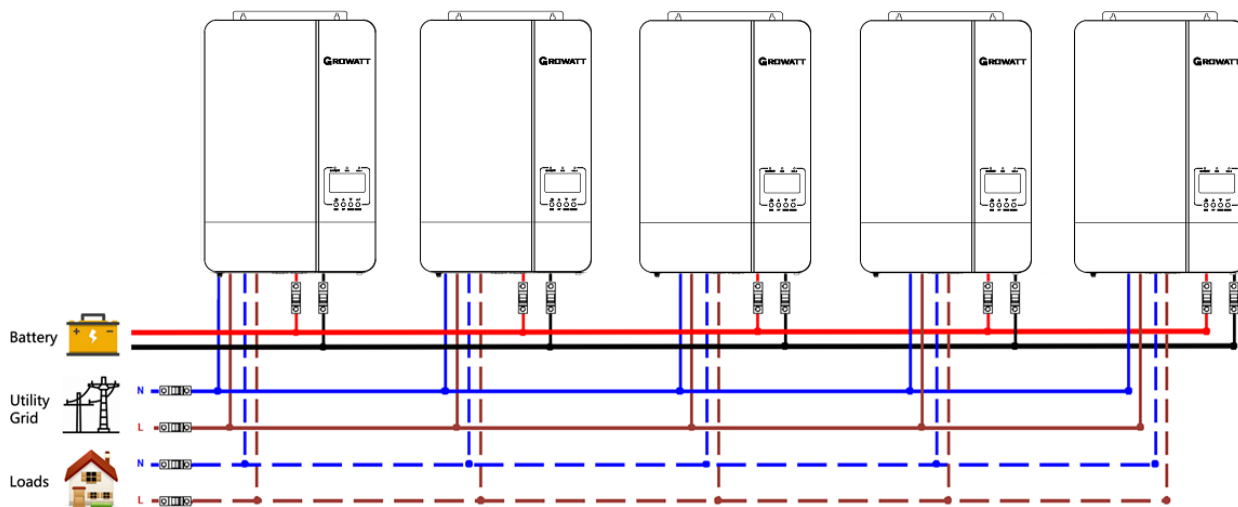 GROWATT GROWATT GROWATT GROWATT GROWATT
Battery
+ −
Utility
Grid
N
L
Loads
N
L